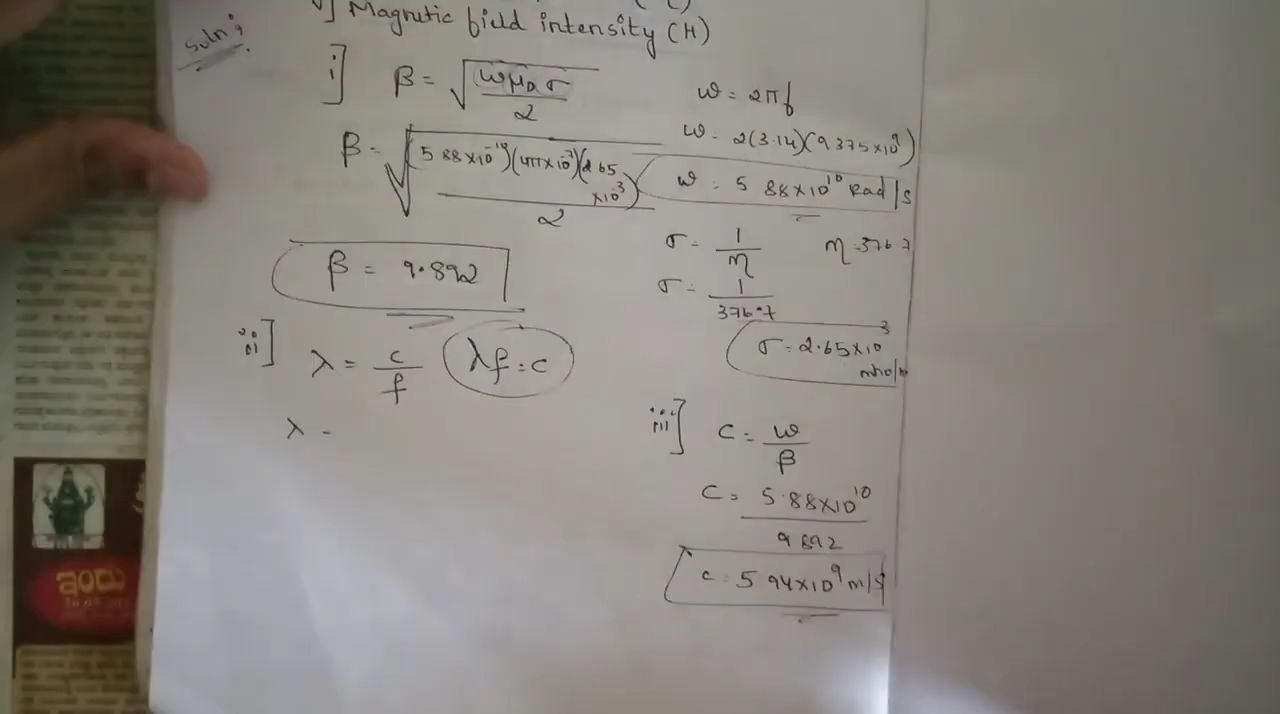 v] Magnetic field intensity (H)
Soln:
i] β = √(ωμ₀σ / 2)
β = √((5.88×10⁻¹⁰)(4π×10⁻⁷)(2.65×10⁻³) / 2)
β = 9.892
ii] λ = c / f
λf = c
λ =
ω = 2πf
ω = 2(3.14)(9.375×10⁹)
ω = 5.88×10¹⁰ Rad/s
σ = 1 / η
η = 376.7
σ = 1 / 376.7
σ = 2.65×10³ mho/m
iii] c = ω / β
c = 5.88×10¹⁰ / 9.892
c = 5.94×10⁹ m/s
ಇಂದು